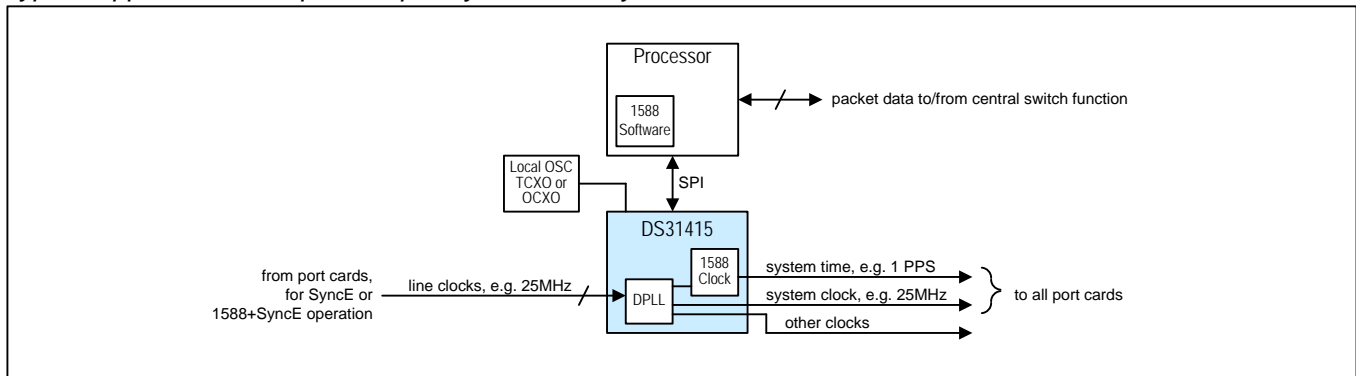 Processor
1588
Software
packet data to/from central switch function
Local OSC
TCXO or
OCXO
SPI
DS31415
1588
Clock
DPLL
from port cards,
for SyncE or
1588+SyncE operation
line clocks, e.g. 25MHz
system time, e.g. 1 PPS
system clock, e.g. 25MHz
other clocks
to all port cards